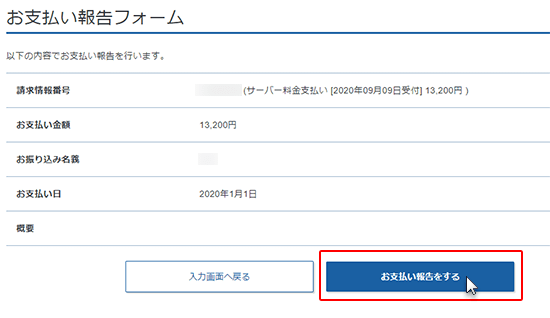 お支払い報告フォーム
以下の内容でお支払い報告を行います。
請求情報番号 (サーバー料金支払い [2020年09月09日受付] 13,200円 )
お支払い金額 13,200円
お振り込み名義
お支払い日 2020年1月1日
概要
入力画面へ戻る お支払い報告をする